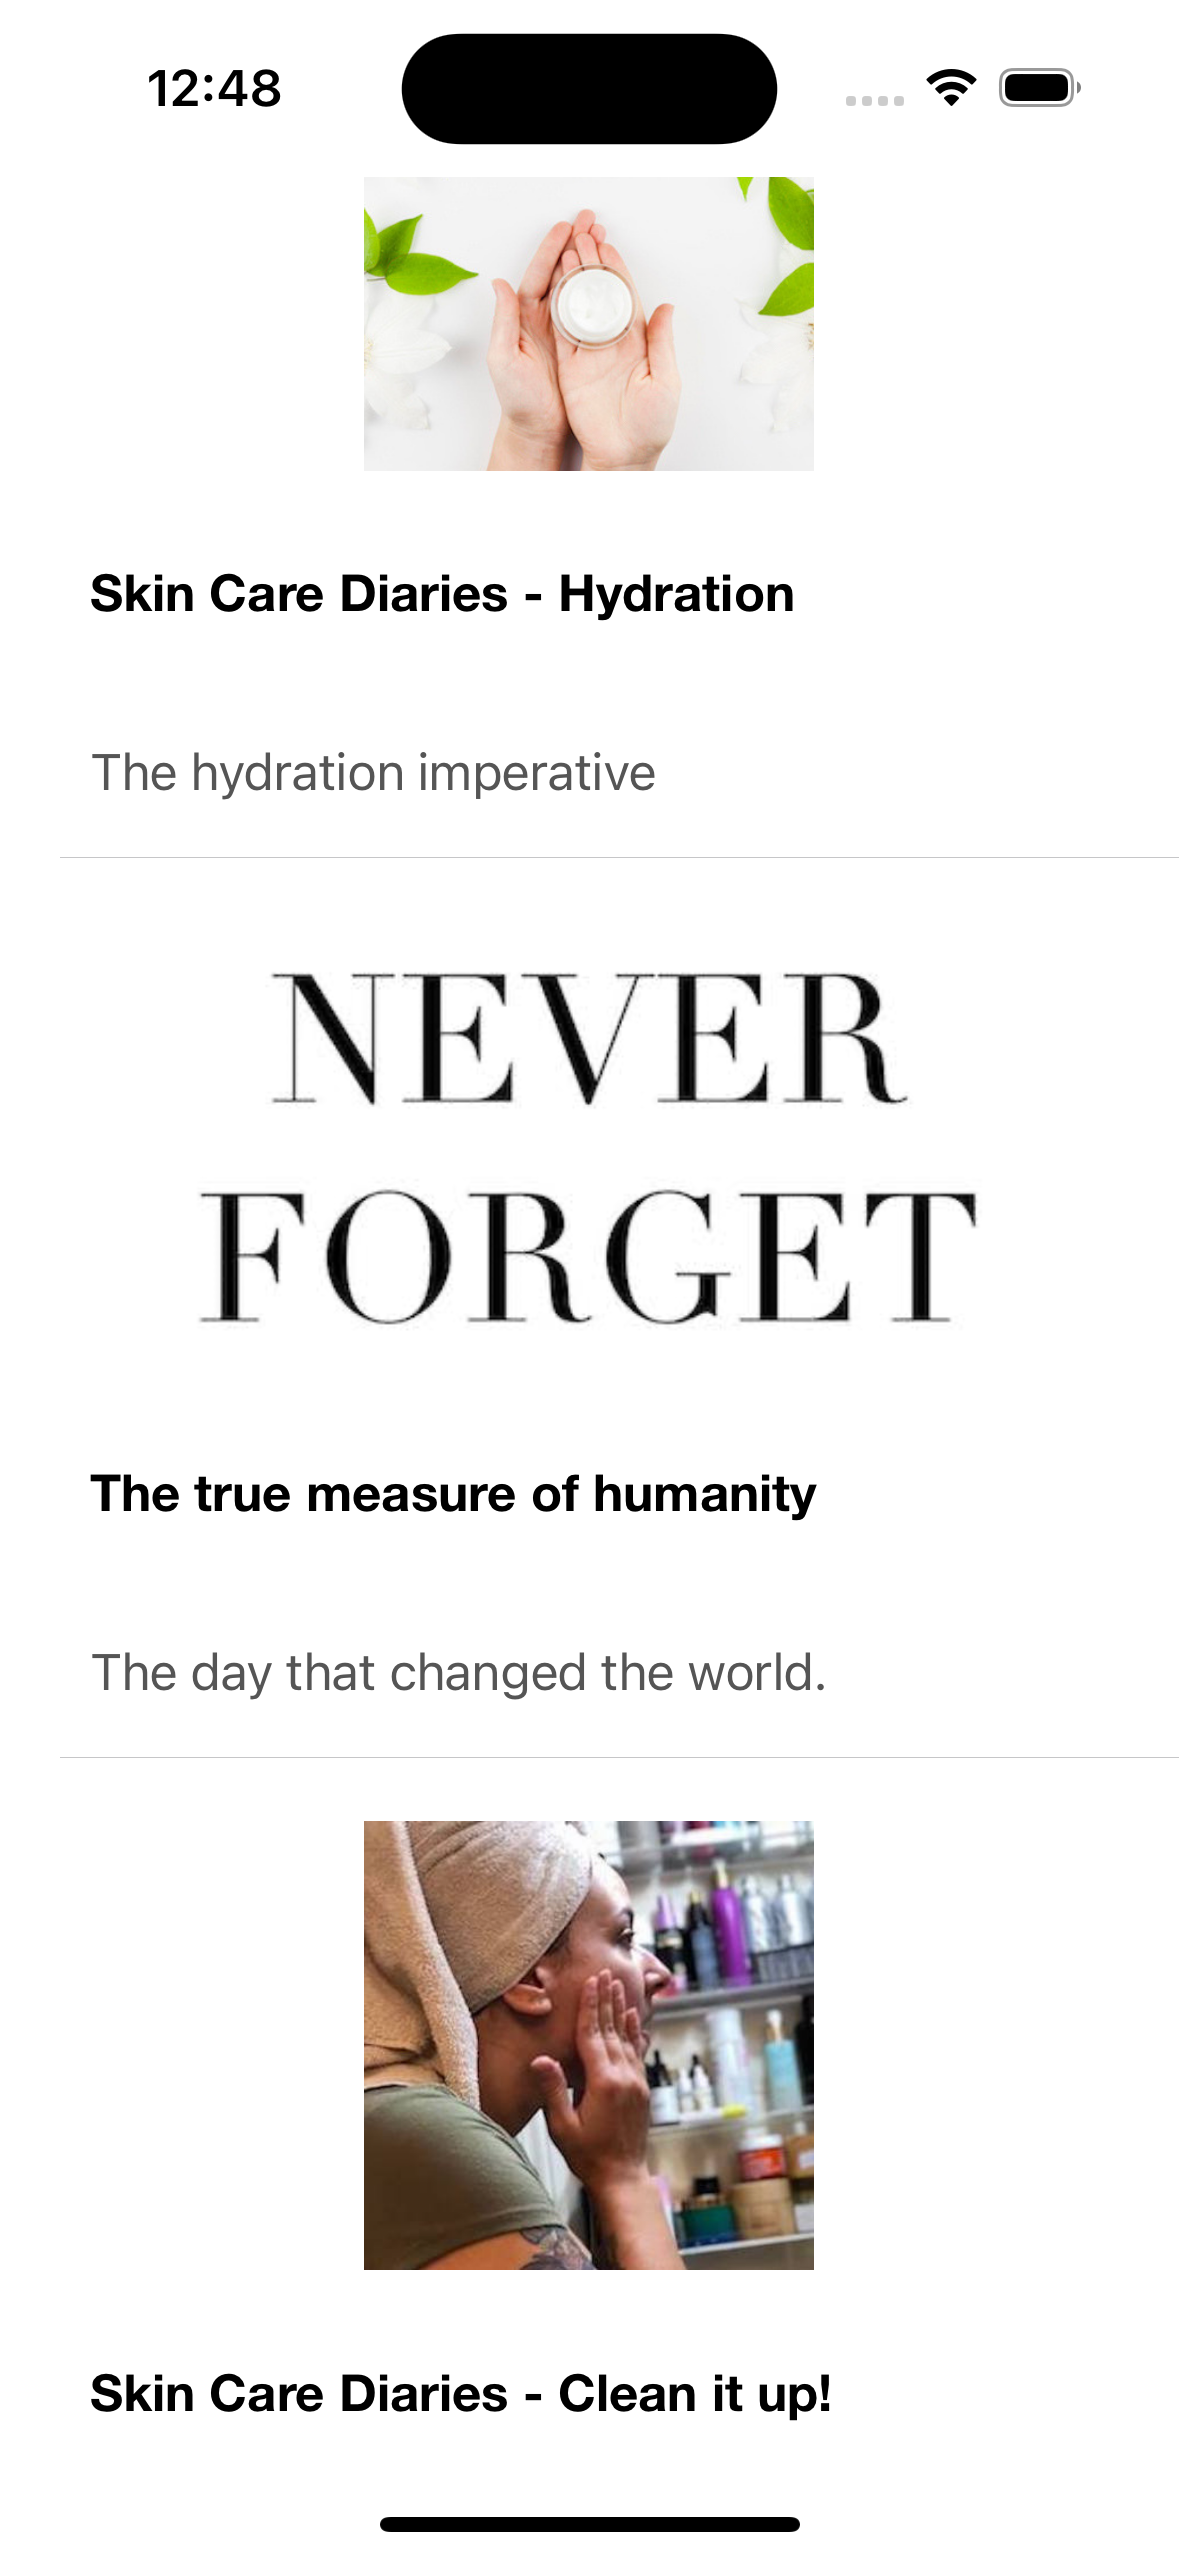 12:48
Skin Care Diaries - Hydration
The hydration imperative
NEVER
FORGET
The true measure of humanity
The day that changed the world.
Skin Care Diaries - Clean it up!